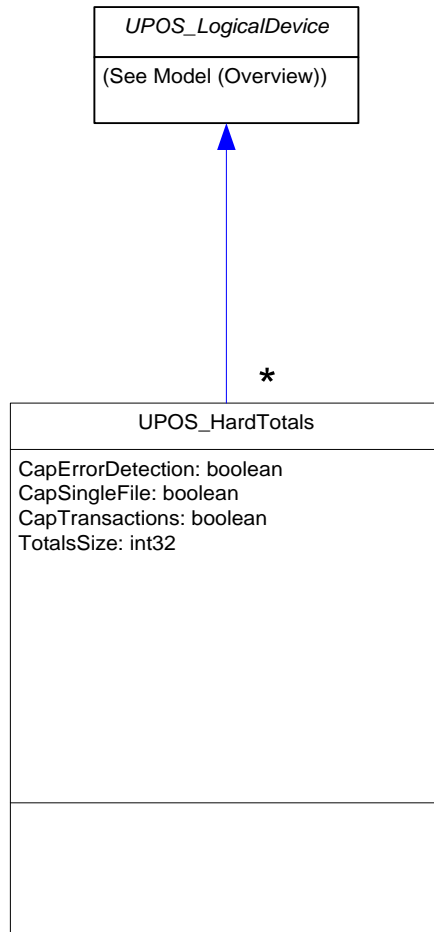 UPOS_LogicalDevice
(See Model (Overview))
*
UPOS_HardTotals
CapErrorDetection: boolean
CapSingleFile: boolean
CapTransactions: boolean
TotalsSize: int32